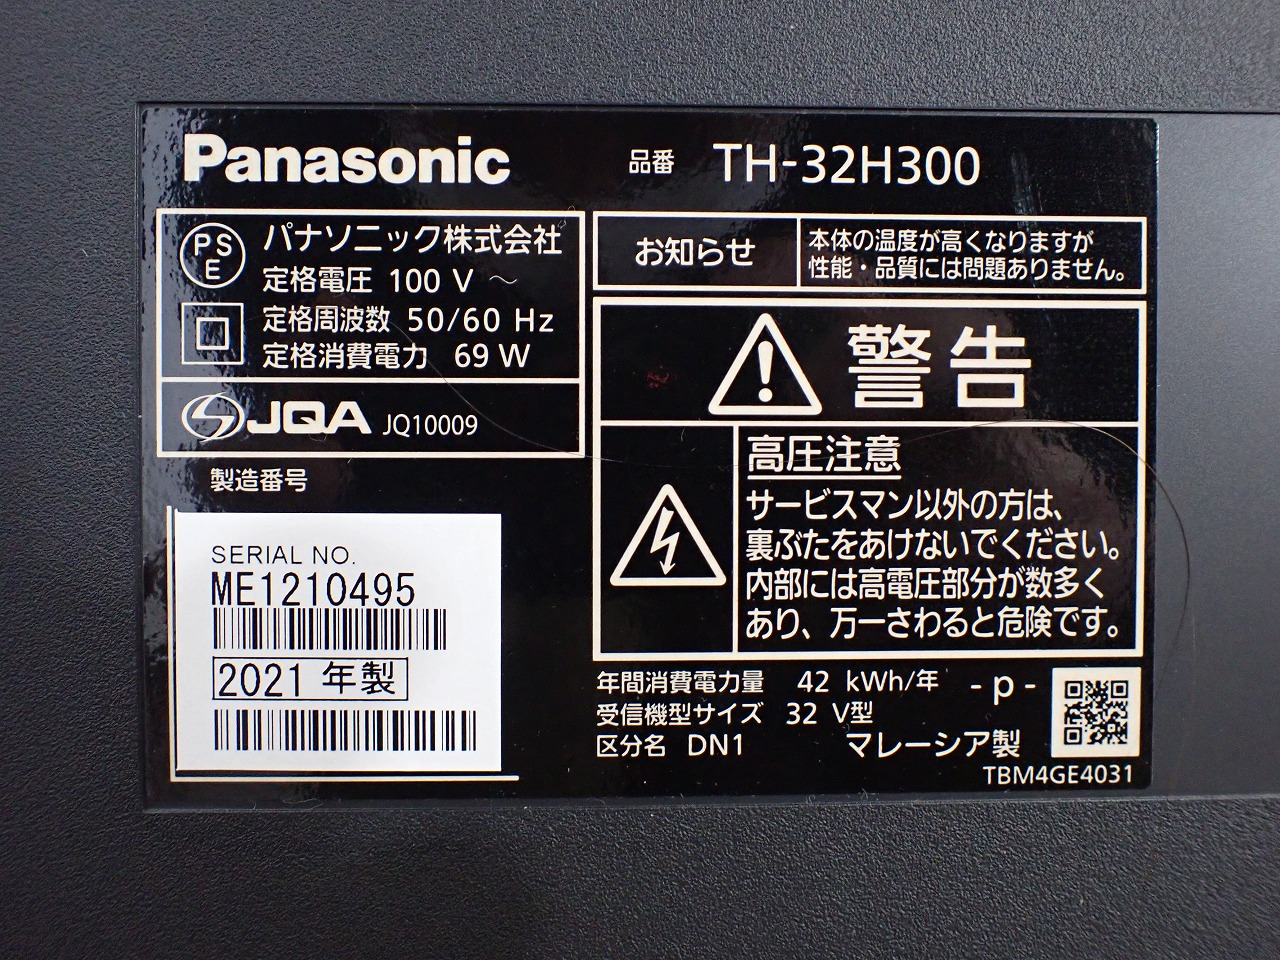 Panasonic
品番 TH-32H300
PS
E
パナソニック株式会社
定格電圧 100 V ～
定格周波数 50/60 Hz
定格消費電力 69 W
JQA JQ10009
製造番号
SERIAL NO.
ME1210495
2021 年製
お知らせ
本体の温度が高くなりますが
性能・品質には問題ありません。
警告
高圧注意
サービスマン以外の方は、
裏ぶたをあけないでください。
内部には高電圧部分が数多く
あり、万一さわると危険です。
年間消費電力量 42 kWh/年 -p-
受信機型サイズ 32 V型
区分名 DN1 マレーシア製
TBM4GE4031